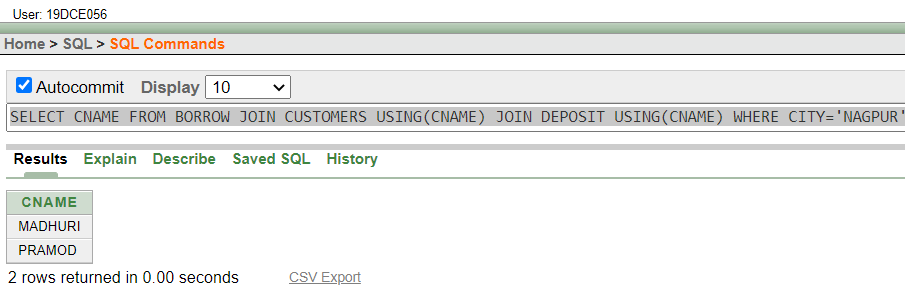 User: 19DCE056
Home > SQL > SQL Commands
Autocommit Display 10
SELECT CNAME FROM BORROW JOIN CUSTOMERS USING(CNAME) JOIN DEPOSIT USING(CNAME) WHERE CITY='NAGPUR'
Results Explain Describe Saved SQL History
CNAME
MADHURI
PRAMOD
2 rows returned in 0.00 seconds CSV Export